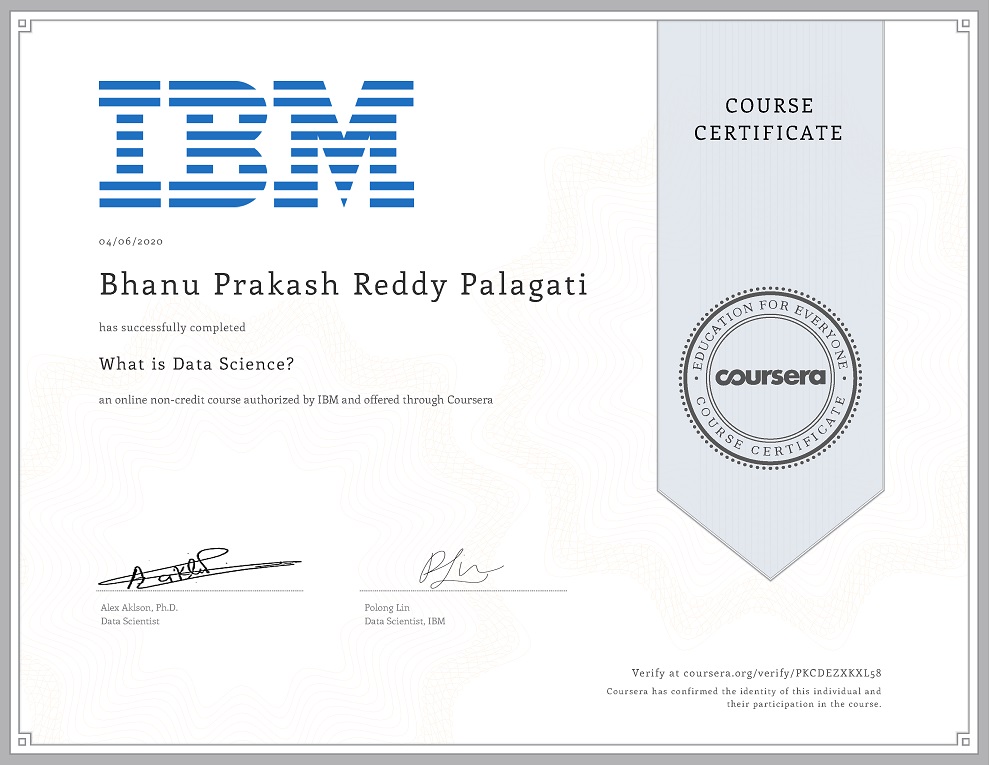 IBM
04/06/2020
Bhanu Prakash Reddy Palagati
has successfully completed
What is Data Science?
an online non-credit course authorized by IBM and offered through Coursera
COURSE
CERTIFICATE
EDUCATION FOR EVERYONE
coursera
COURSE CERTIFICATE
Alex Aklson, Ph.D.
Data Scientist
Polong Lin
Data Scientist, IBM
Verify at coursera.org/verify/PKCDEZXKXL58
Coursera has confirmed the identity of this individual and
their participation in the course.